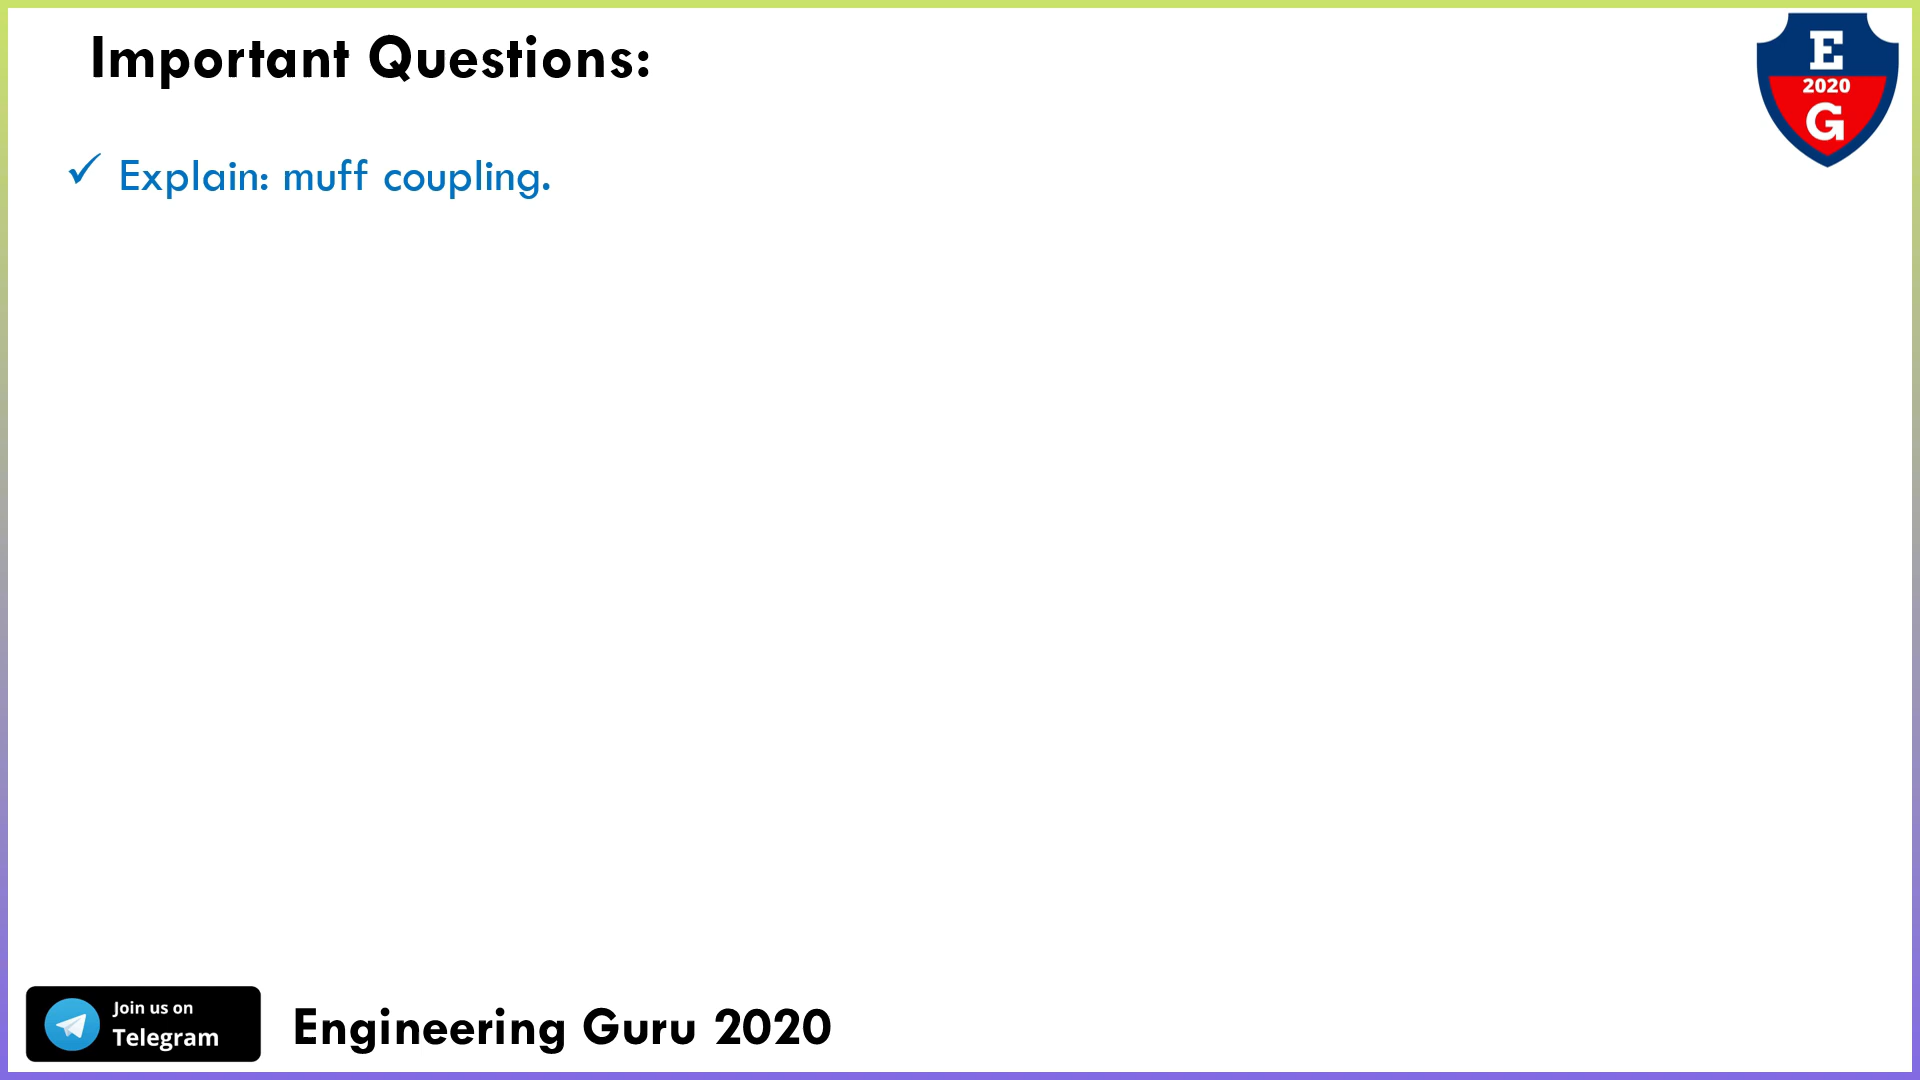 Important Questions:
E
2020
G
✓ Explain: muff coupling.
Join us on
Telegram
Engineering Guru 2020